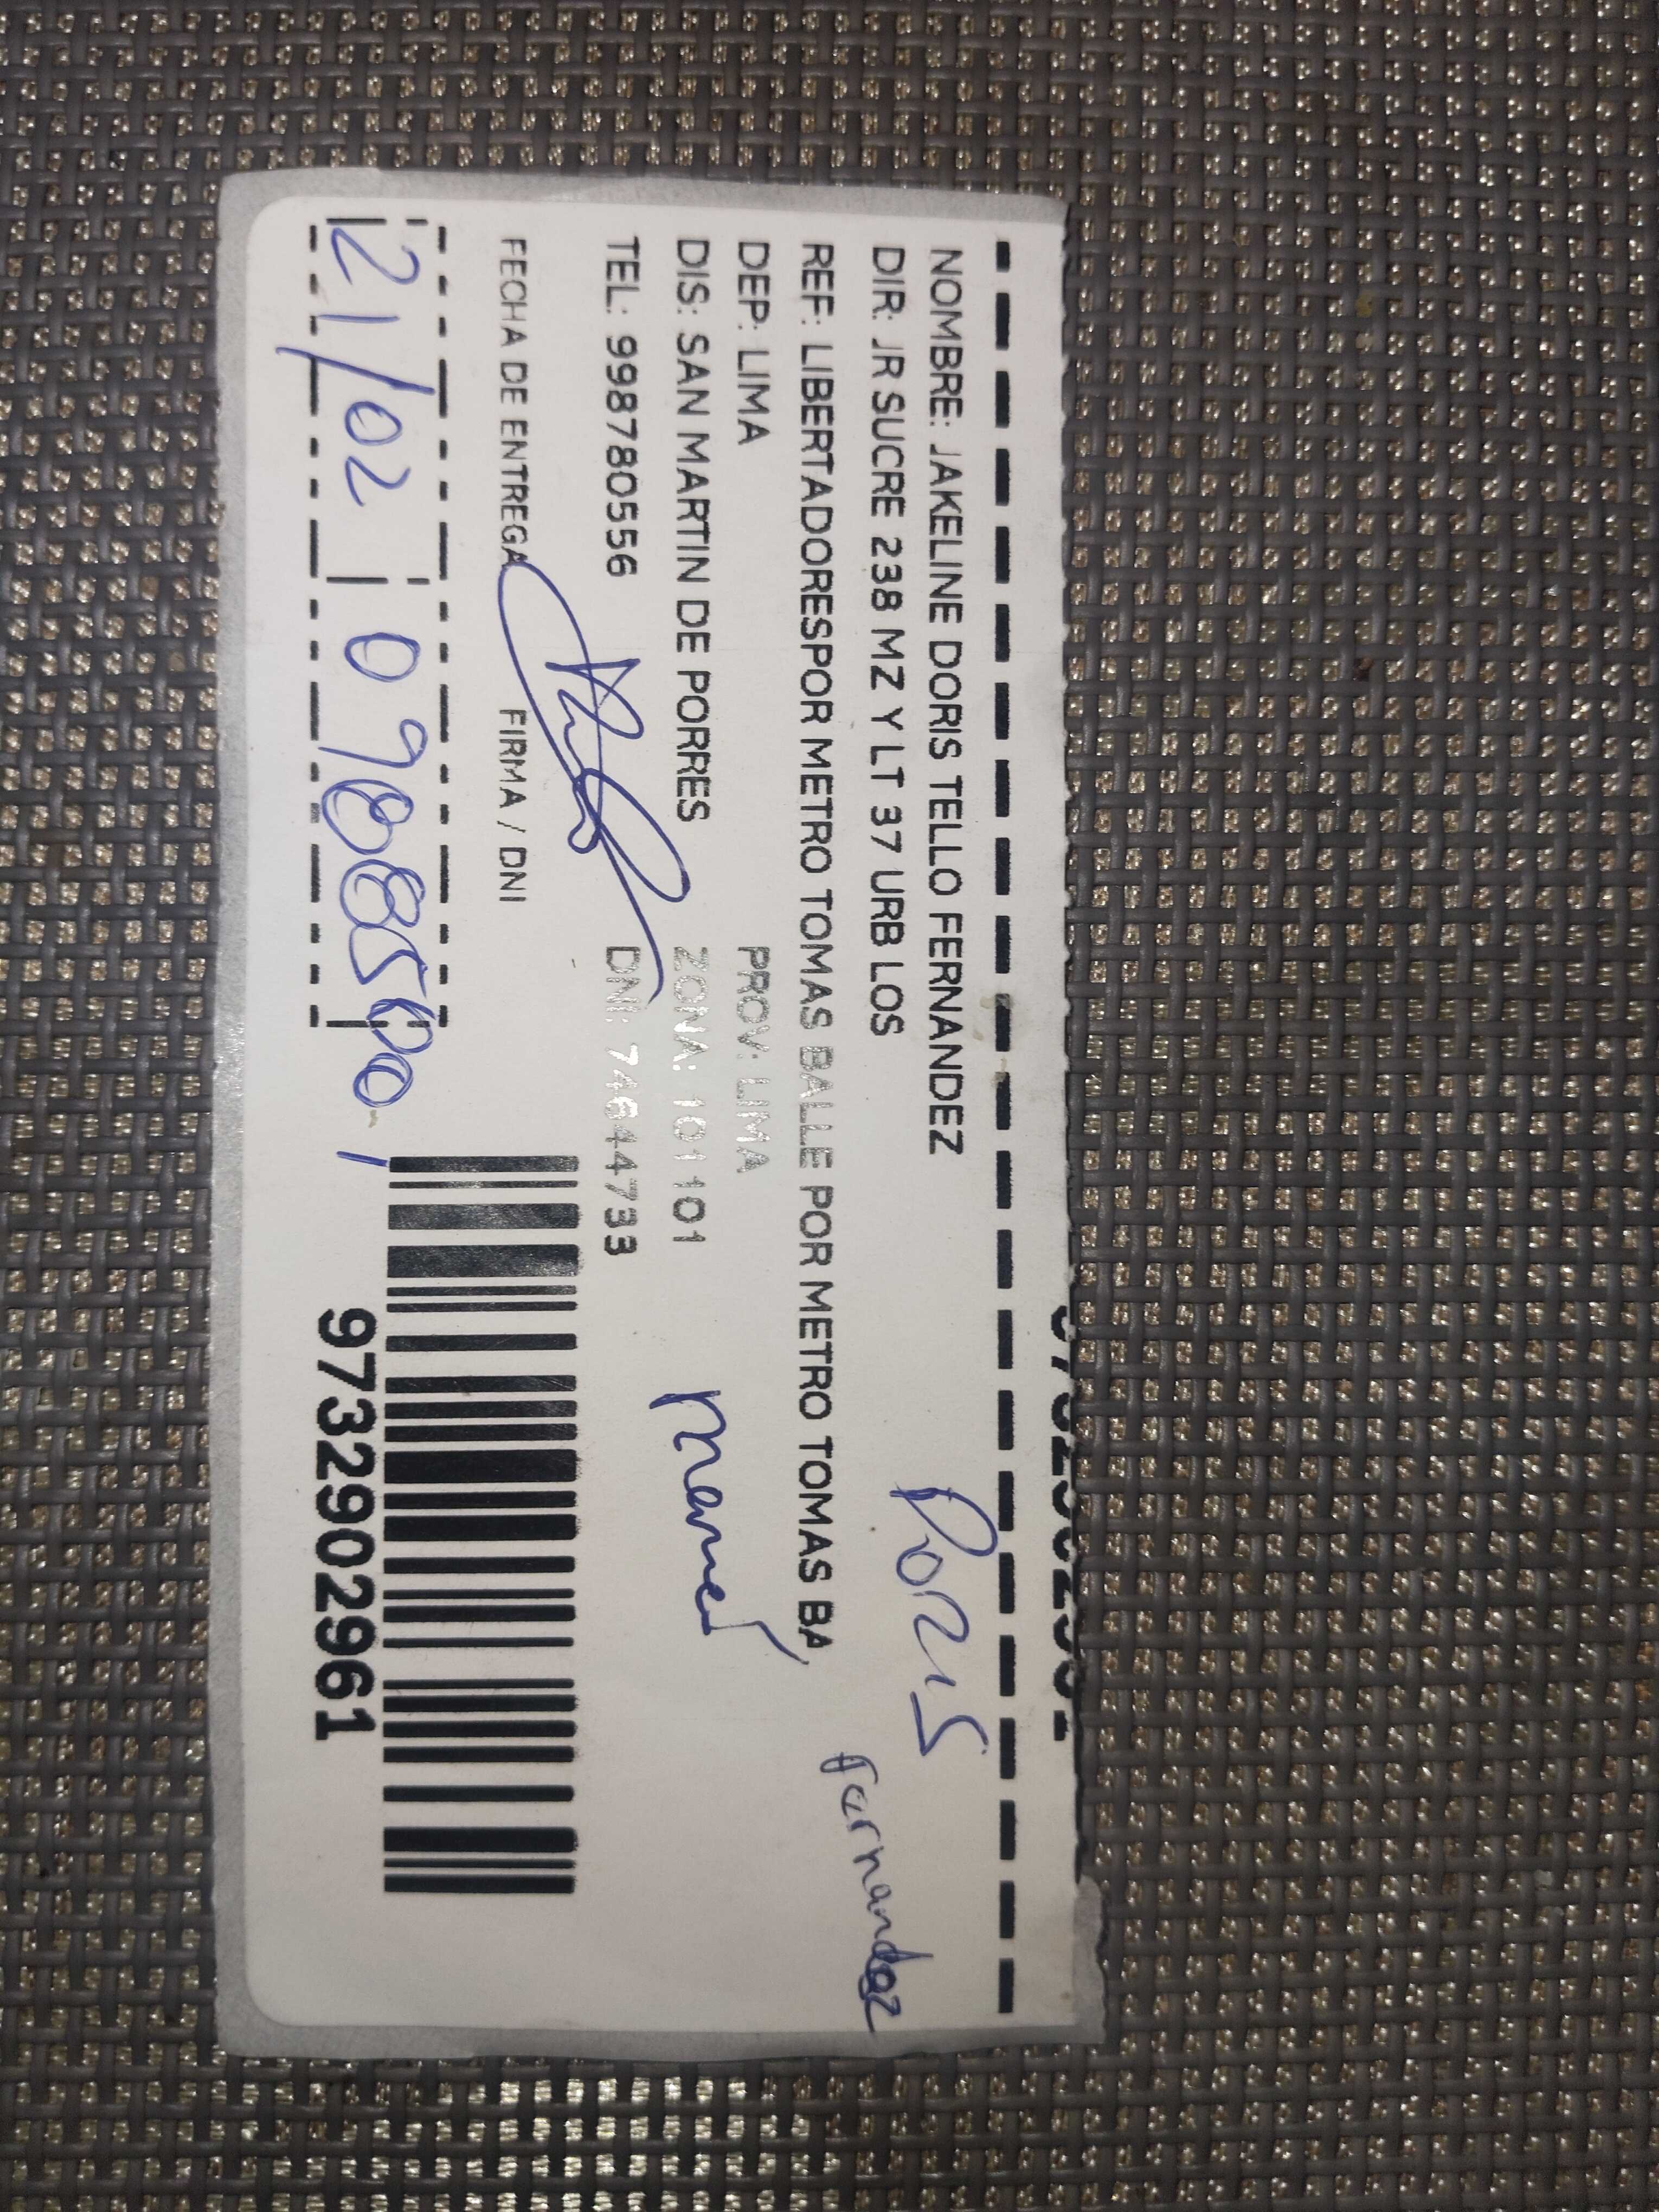 NOMBRE: JAKELINE DORIS TELLO FERNANDEZ
DIR: JR SUCRE 238 MZ Y LT 37 URB LOS
Doris
Fernandez
REF: LIBERTADORESPOR METRO METRO TOMAS BALLE POR METRO TOMAS BA
DEP: LIMA PROV: LIMA
DIS: SAN MARTIN DE PORRES ZONA: 101101
TEL: 998780556 DNI: 74644733
FECHA DE ENTREGA FIRMA / DNI
21/02
9732902961